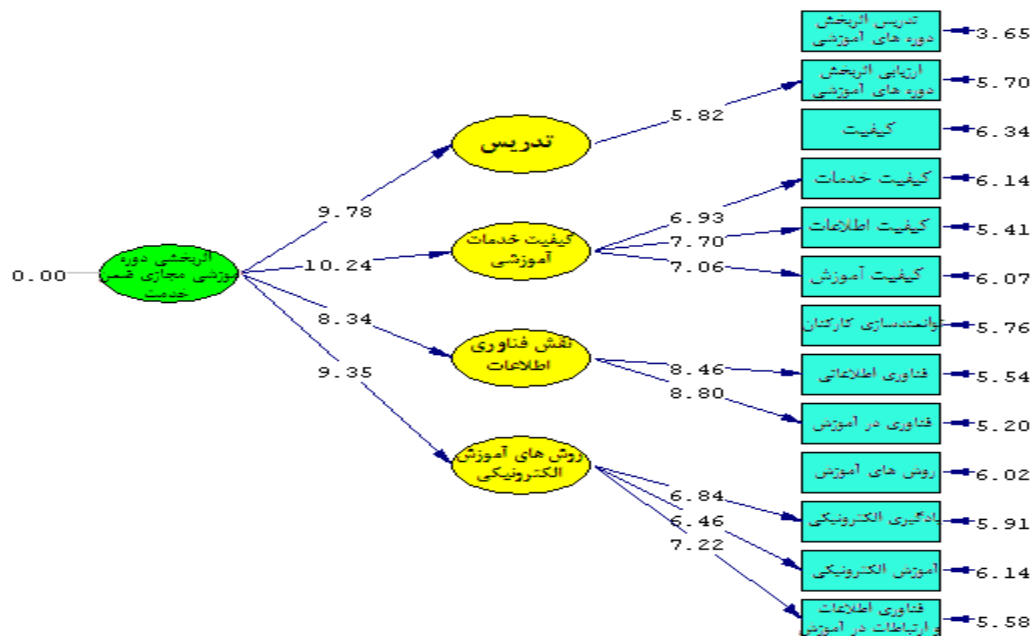 0.00
اثربخشی دوره
موزشی مجازی ضمن
خدمت
9.78
10.24
8.34
9.35
تدریس
کیفیت خدمات
آموزشی
نقش فناوری
اطلاعات
روش های آموزش
الکترونیکی
5.82
6.93
7.70
7.06
8.46
8.80
6.84
6.46
7.22
تدریس اثربخش
دوره های آموزشی
3.65
ارزیابی اثربخش
دوره های آموزشی
5.70
کیفیت
6.34
کیفیت خدمات
6.14
کیفیت اطلاعات
5.41
کیفیت آموزش
6.07
توانمندسازی کارکنان
5.76
فناوری اطلاعاتی
5.54
فناوری در آموزش
5.20
روش های آموزش
6.02
یادگیری الکترونیکی
5.91
آموزش الکترونیکی
6.14
فناوری اطلاعات
و ارتباطات در آموزش
5.58